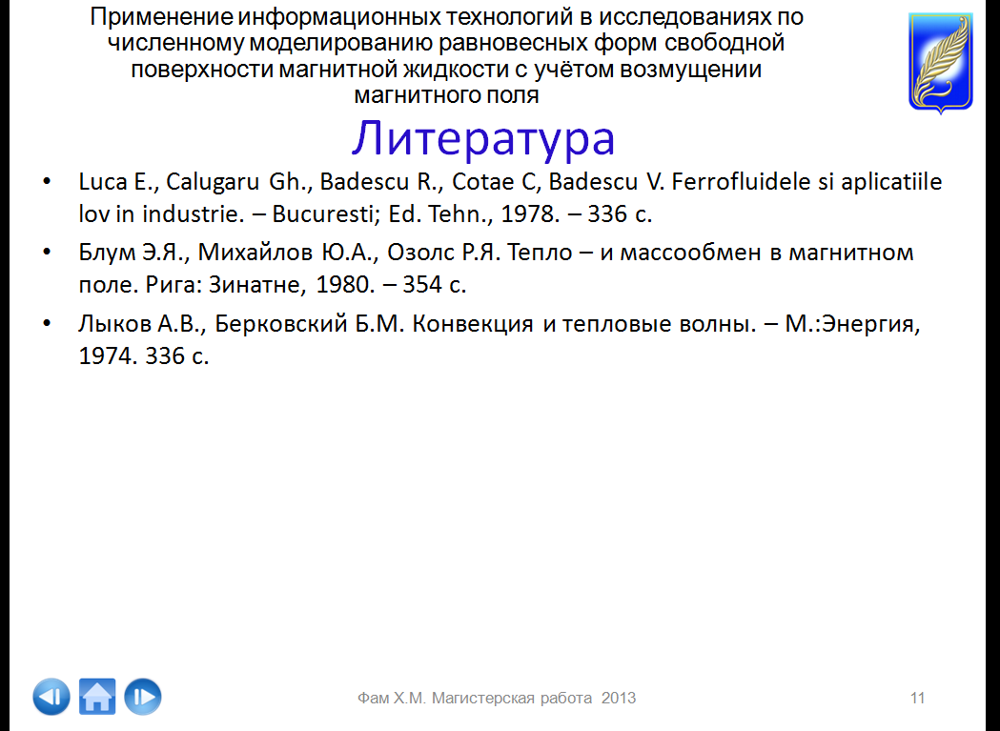 Применение информационных технологий в исследованиях по
численному моделированию равновесных форм свободной
поверхности магнитной жидкости с учётом возмущении
магнитного поля
Литература
• Luca E., Calugaru Gh., Badescu R., Cotae C, Badescu V. Ferrofluidele si aplicatiile
lov in industrie. – Bucuresti; Ed. Tehn., 1978. – 336 с.
• Блум Э.Я., Михайлов Ю.А., Озолс Р.Я. Тепло – и массообмен в магнитном
поле. Рига: Зинатне, 1980. – 354 с.
• Лыков А.В., Берковский Б.М. Конвекция и тепловые волны. – М.:Энергия,
1974. 336 с.
Фам Х.М. Магистерская работа 2013
11